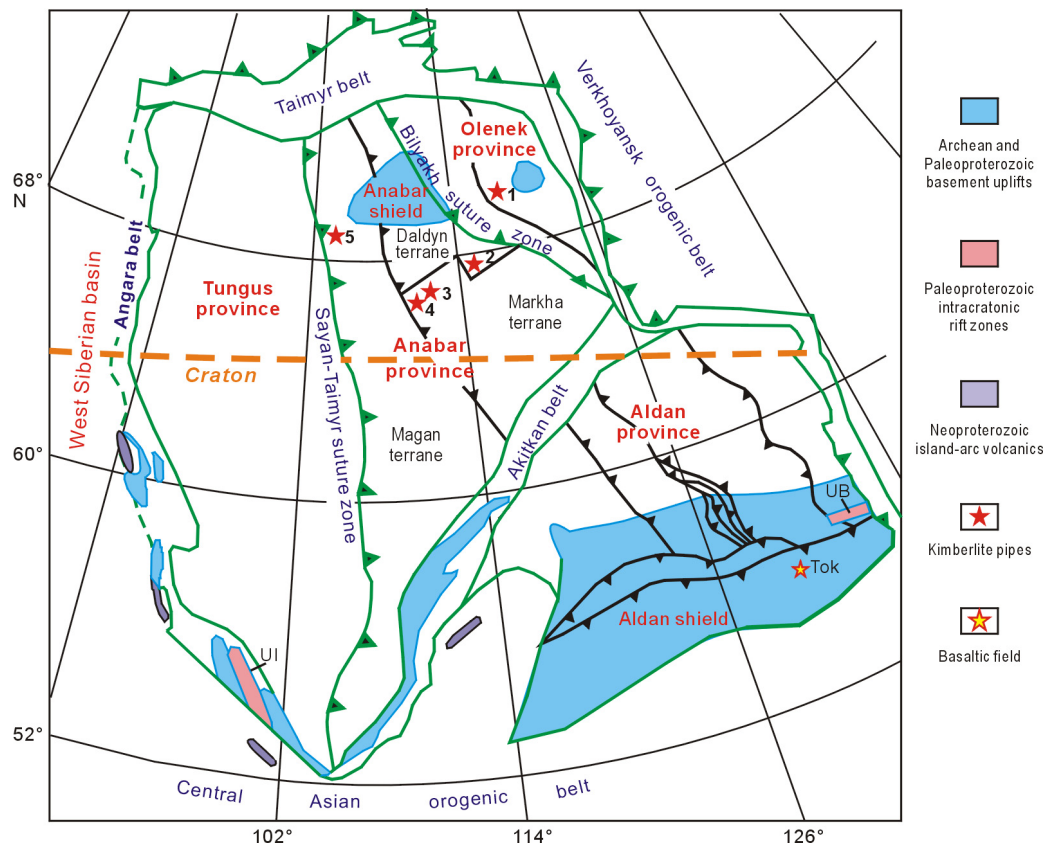 Taimyr belt
Verkhoyansk orogenic belt
Olenek
province
Bilyakh suture zone
68°
N
Anabar
shield
1
Daldyn
terrane
5
2
3
4
Tungus
province
Markha
terrane
Angara belt
West Siberian basin
Sayan-Taimyr suture zone
Anabar
province
Craton
Akitkan belt
Aldan
province
Magan
terrane
60°
UB
Tok
Aldan shield
UI
52°
Central Asian orogenic belt
102°
114°
126°
Archean and
Paleoproterozoic
basement uplifts
Paleoproterozoic
intracratonic
rift zones
Neoproterozoic
island-arc volcanics
Kimberlite pipes
Basaltic field